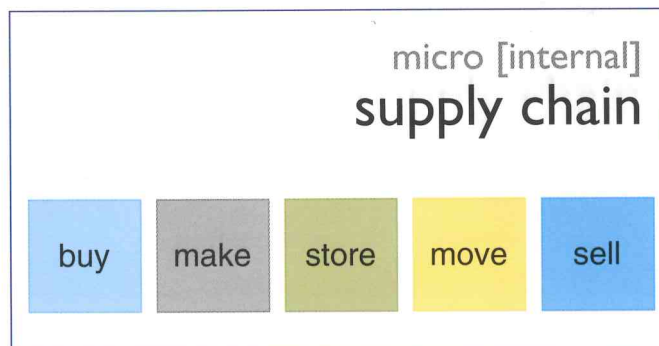 micro [internal]
supply chain
buy make store move sell